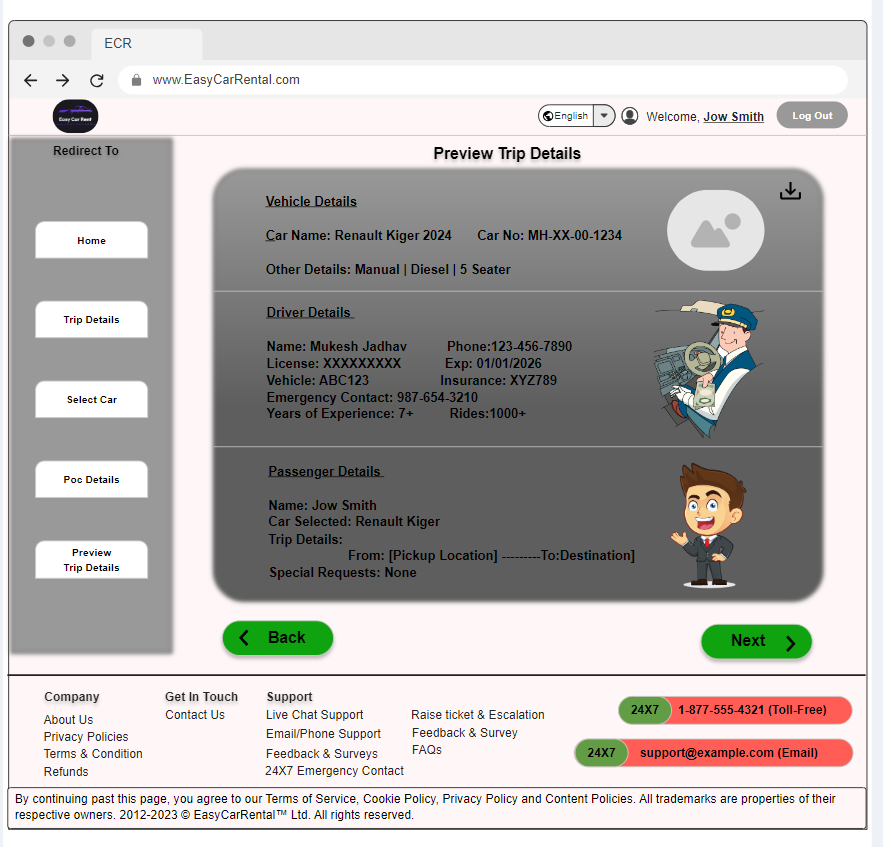 ECR
www.EasyCarRental.com
Easy Car Rent
English
Welcome, Jow Smith
Log Out
Redirect To
Home
Trip Details
Select Car
Poc Details
Preview
Trip Details
Preview Trip Details
Vehicle Details
Car Name: Renault Kiger 2024 Car No: MH-XX-00-1234
Other Details: Manual | Diesel | 5 Seater
Driver Details
Name: Mukesh Jadhav Phone:123-456-7890
License: XXXXXXXXX Exp: 01/01/2026
Vehicle: ABC123 Insurance: XYZ789
Emergency Contact: 987-654-3210
Years of Experience: 7+ Rides:1000+
Passenger Details
Name: Jow Smith
Car Selected: Renault Kiger
Trip Details:
From: [Pickup Location] ---------To:Destination]
Special Requests: None
Back
Next
Company
About Us
Privacy Policies
Terms & Condition
Refunds
Get In Touch
Contact Us
Support
Live Chat Support
Email/Phone Support
Feedback & Surveys
24X7 Emergency Contact
Raise ticket & Escalation
Feedback & Survey
FAQs
24X7 1-877-555-4321 (Toll-Free)
24X7 support@example.com (Email)
By continuing past this page, you agree to our Terms of Service, Cookie Policy, Privacy Policy and Content Policies. All trademarks are properties of their
respective owners. 2012-2023 © EasyCarRental™ Ltd. All rights reserved.